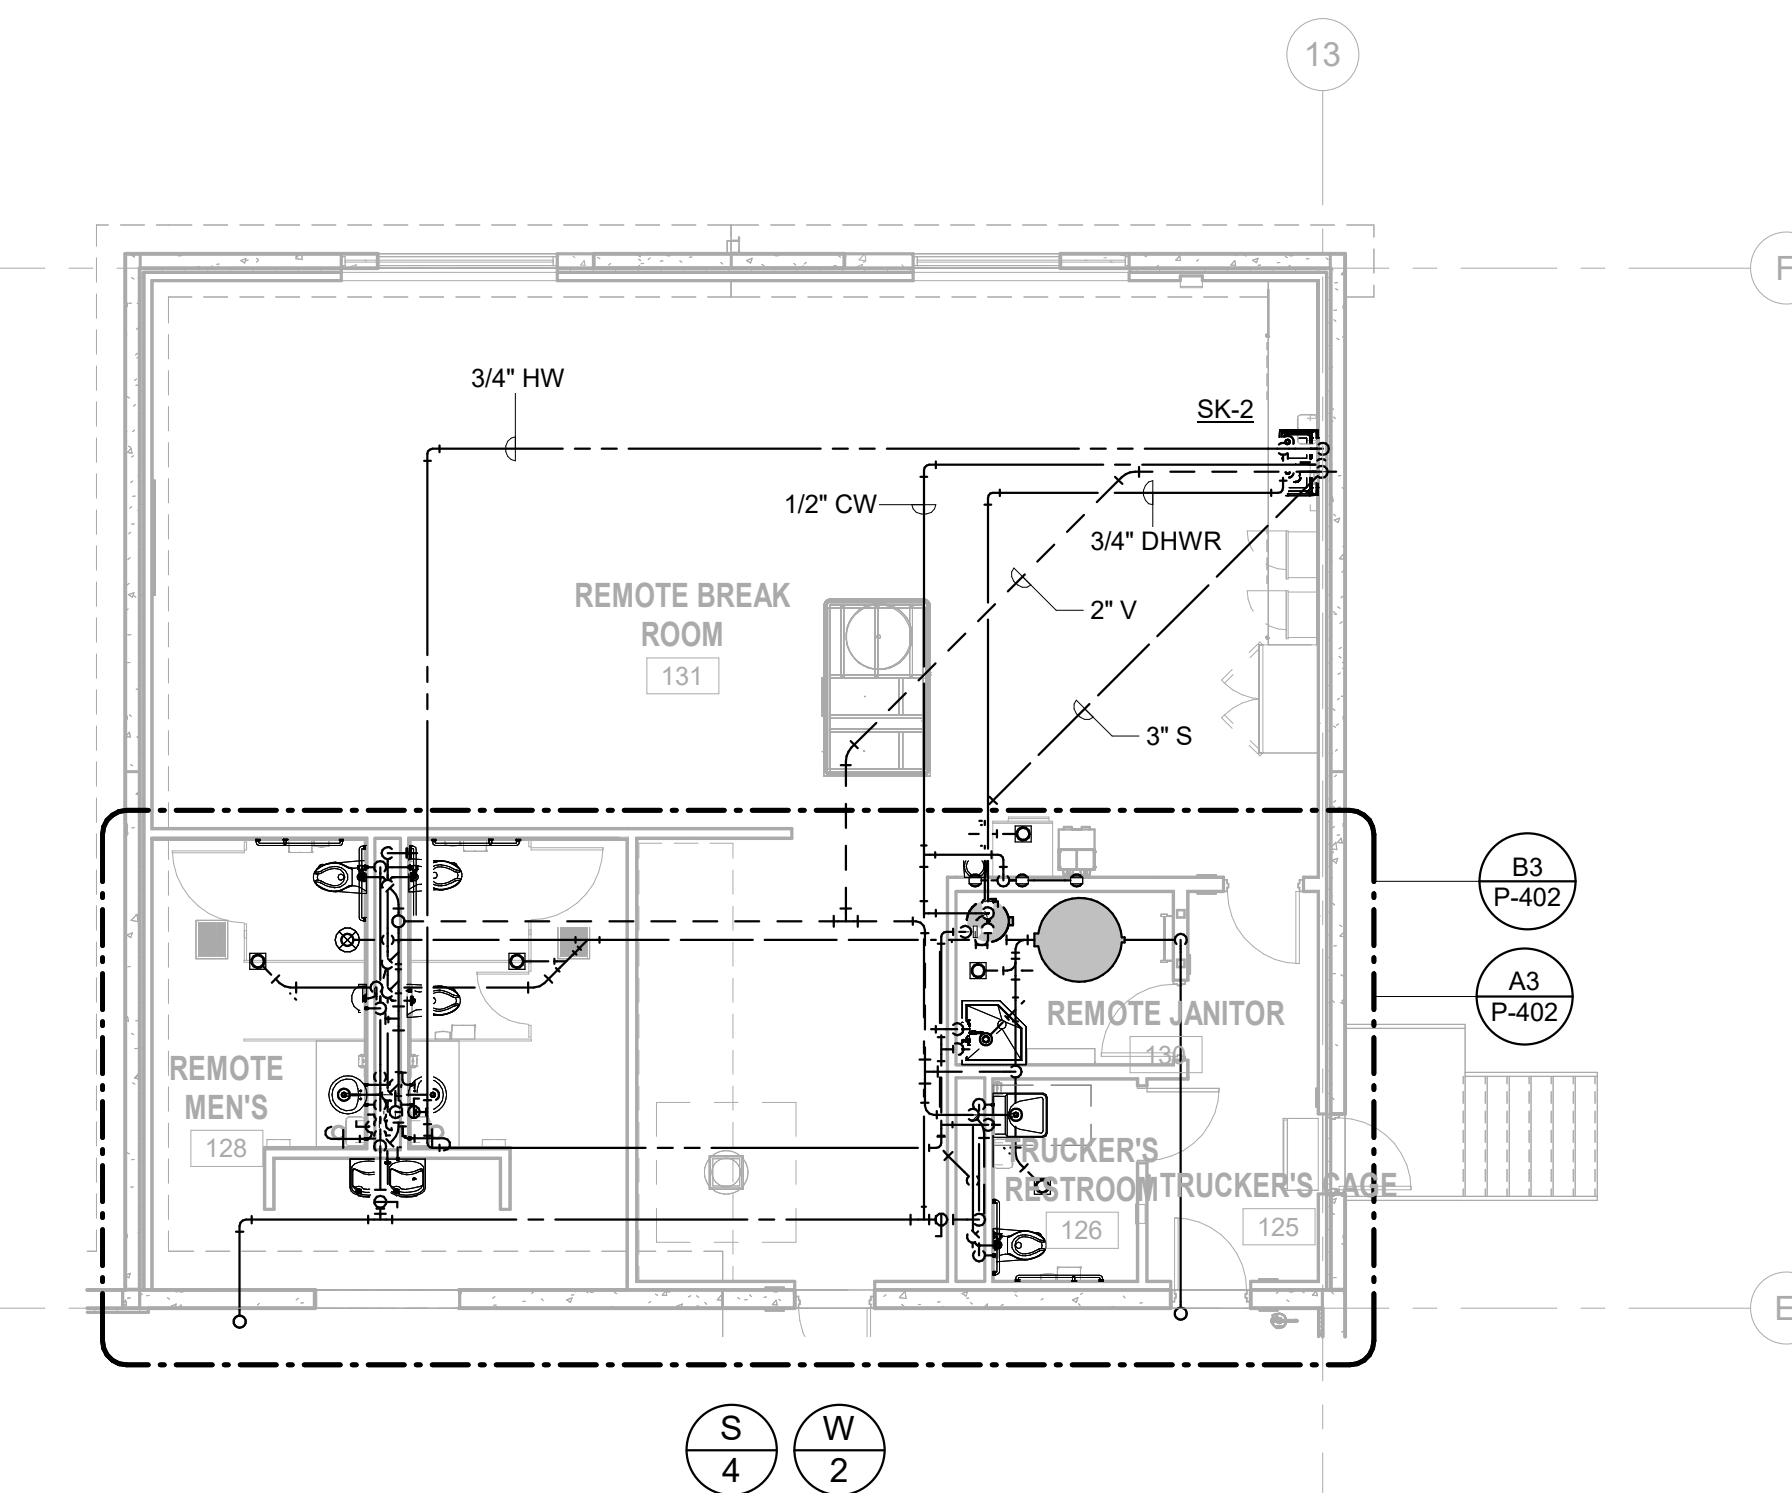 13
F
3/4" HW
SK-2
1/2" CW
3/4" DHWR
REMOTE BREAK
ROOM
131
2" V
3" S
B3
P-402
A3
P-402
REMOTE JANITOR
130
REMOTE
MEN'S
128
TRUCKER'S
RESTROOM
126
TRUCKER'S CAGE
125
E
S
4
W
2